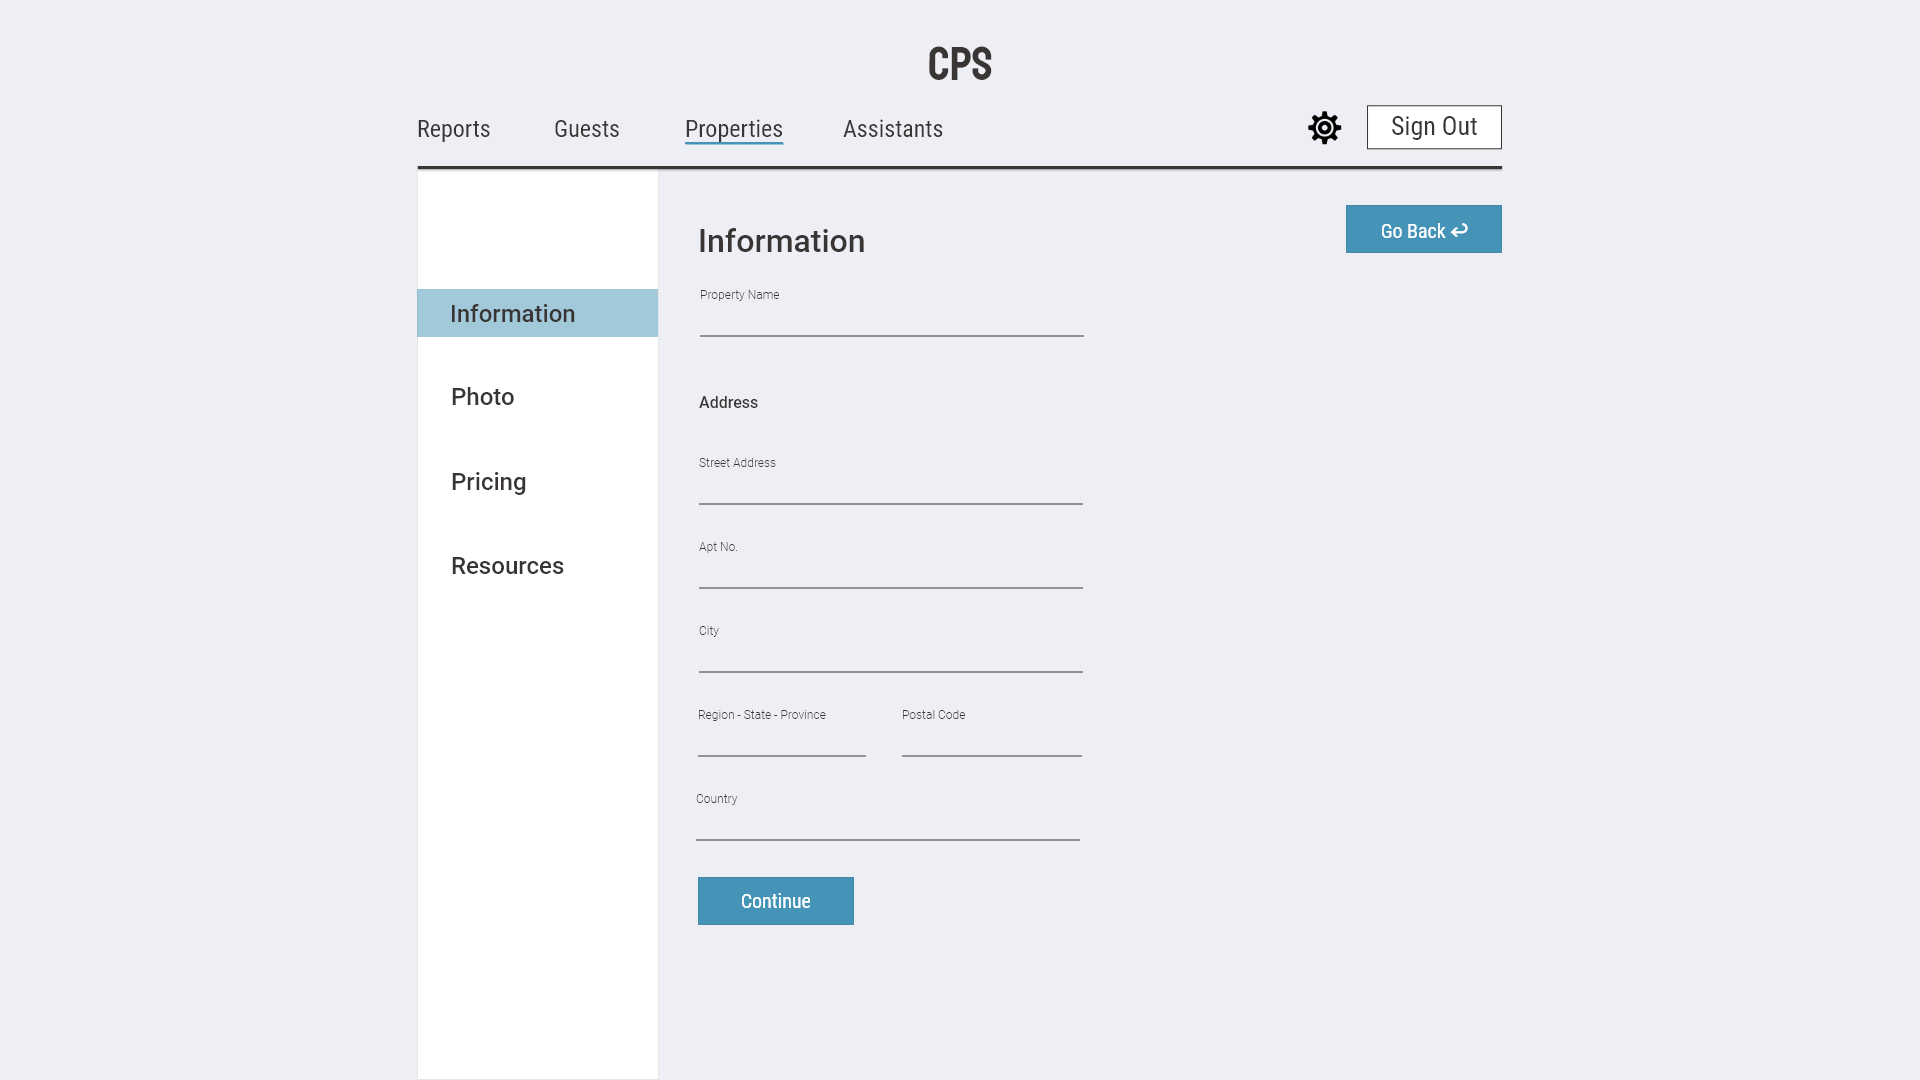 CPS
Reports
Guests
Properties
Assistants
Sign Out
Go Back
Information
Photo
Pricing
Resources
Information
Property Name
Address
Street Address
Apt No.
City
Region - State - Province
Postal Code
Country
Continue